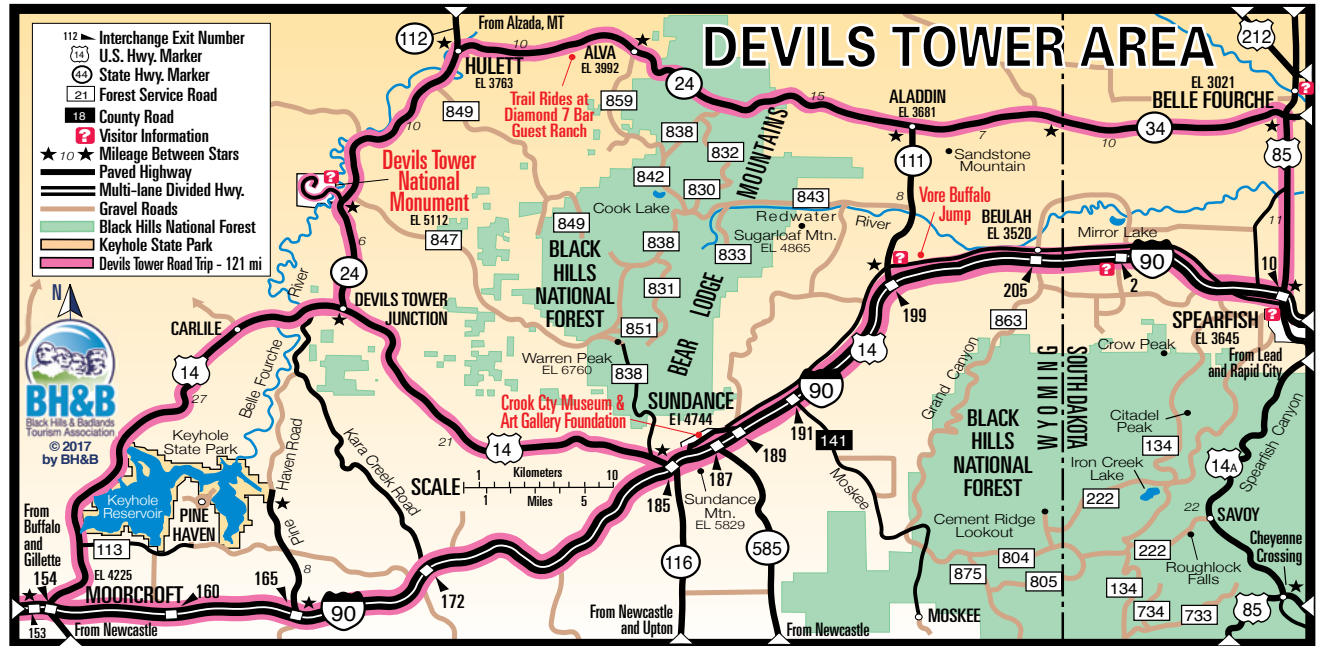 DEVILS TOWER AREA
112 Interchange Exit Number
14 U.S. Hwy. Marker
44 State Hwy. Marker
21 Forest Service Road
18 County Road
? Visitor Information
★ 10 ★ Mileage Between Stars
Paved Highway
Multi-lane Divided Hwy.
Gravel Roads
Black Hills National Forest
Keyhole State Park
Devils Tower Road Trip - 121 mi
From Alzada, MT
112
10
HULETT
EL 3763
ALVA
EL 3992
24
Trail Rides at
Diamond 7 Bar
Guest Ranch
849
859
15
ALADDIN
EL 3681
7
10
34
212
EL 3021
BELLE FOURCHE
?
85
11
838
832
842
830
Cook Lake
MOUNTAINS
111
8
Sandstone
Mountain
843
Redwater
River
Sugarloaf Mtn.
EL 4865
833
Vore Buffalo
Jump
BEULAH
EL 3520
Mirror Lake
10
?
Devils Tower
National
Monument
EL 5112
847
6
24
River
849
BLACK
HILLS
NATIONAL
FOREST
838
831
LODGE
851
Warren Peak
EL 6760
838
BEAR
?
199
205
?
2
90
10
?
SPEARFISH
EL 3645
From Lead
and Rapid City
N
BH&B
Black Hills & Badlands
Tourism Association
© 2017
by BH&B
CARLILE
DEVILS TOWER
JUNCTION
14
27
Belle Fourche
Keyhole
State Park
Keyhole
Reservoir
PINE
HAVEN
Pine
Haven Road
Kara Creek Road
8
21
14
Crook Cty Museum &
Art Gallery Foundation
SUNDANCE
El 4744
14
90
191
141
189
187
185
Sundance
Mtn.
EL 5829
SCALE
1
Kilometers
10
1
Miles
5
Moskee
863
Grand Canyon
WYOMING
SOUTH DAKOTA
Crow Peak
BLACK
HILLS
NATIONAL
FOREST
Citadel
Peak
134
Iron Creek
Lake
222
14A
Spearfish Canyon
22
SAVOY
Cement Ridge
Lookout
804
875
805
222
Roughlock
Falls
134
734
733
Cheyenne
Crossing
85
MOSKEE
From
Buffalo
and
Gillette
154
153
113
EL 4225
MOORCROFT
160
165
90
172
From Newcastle
116
585
From Newcastle
and Upton
From Newcastle